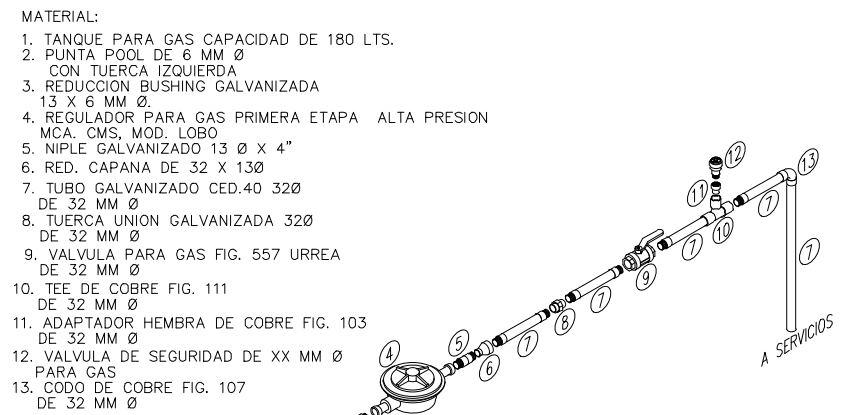 MATERIAL:
1. TANQUE PARA GAS CAPACIDAD DE 180 LTS.
2. PUNTA POOL DE 6 MM Ø
CON TUERCA IZQUIERDA
3. REDUCCION BUSHING GALVANIZADA
13 X 6 MM Ø.
4. REGULADOR PARA GAS PRIMERA ETAPA ALTA PRESION
MCA. CMS, MOD. LOBO
5. NIPLE GALVANIZADO 13 Ø X 4"
6. RED. CAPANA DE 32 X 13Ø
7. TUBO GALVANIZADO CED.40 32Ø
DE 32 MM Ø
8. TUERCA UNION GALVANIZADA 32Ø
DE 32 MM Ø
9. VALVULA PARA GAS FIG. 557 URREA
DE 32 MM Ø
10. TEE DE COBRE FIG. 111
DE 32 MM Ø
11. ADAPTADOR HEMBRA DE COBRE FIG. 103
DE 32 MM Ø
12. VALVULA DE SEGURIDAD DE XX MM Ø
PARA GAS
13. CODO DE COBRE FIG. 107
DE 32 MM Ø
12
13
11
7
10
7
7
9
7
8
7
5
6
4
A SERVICIOS